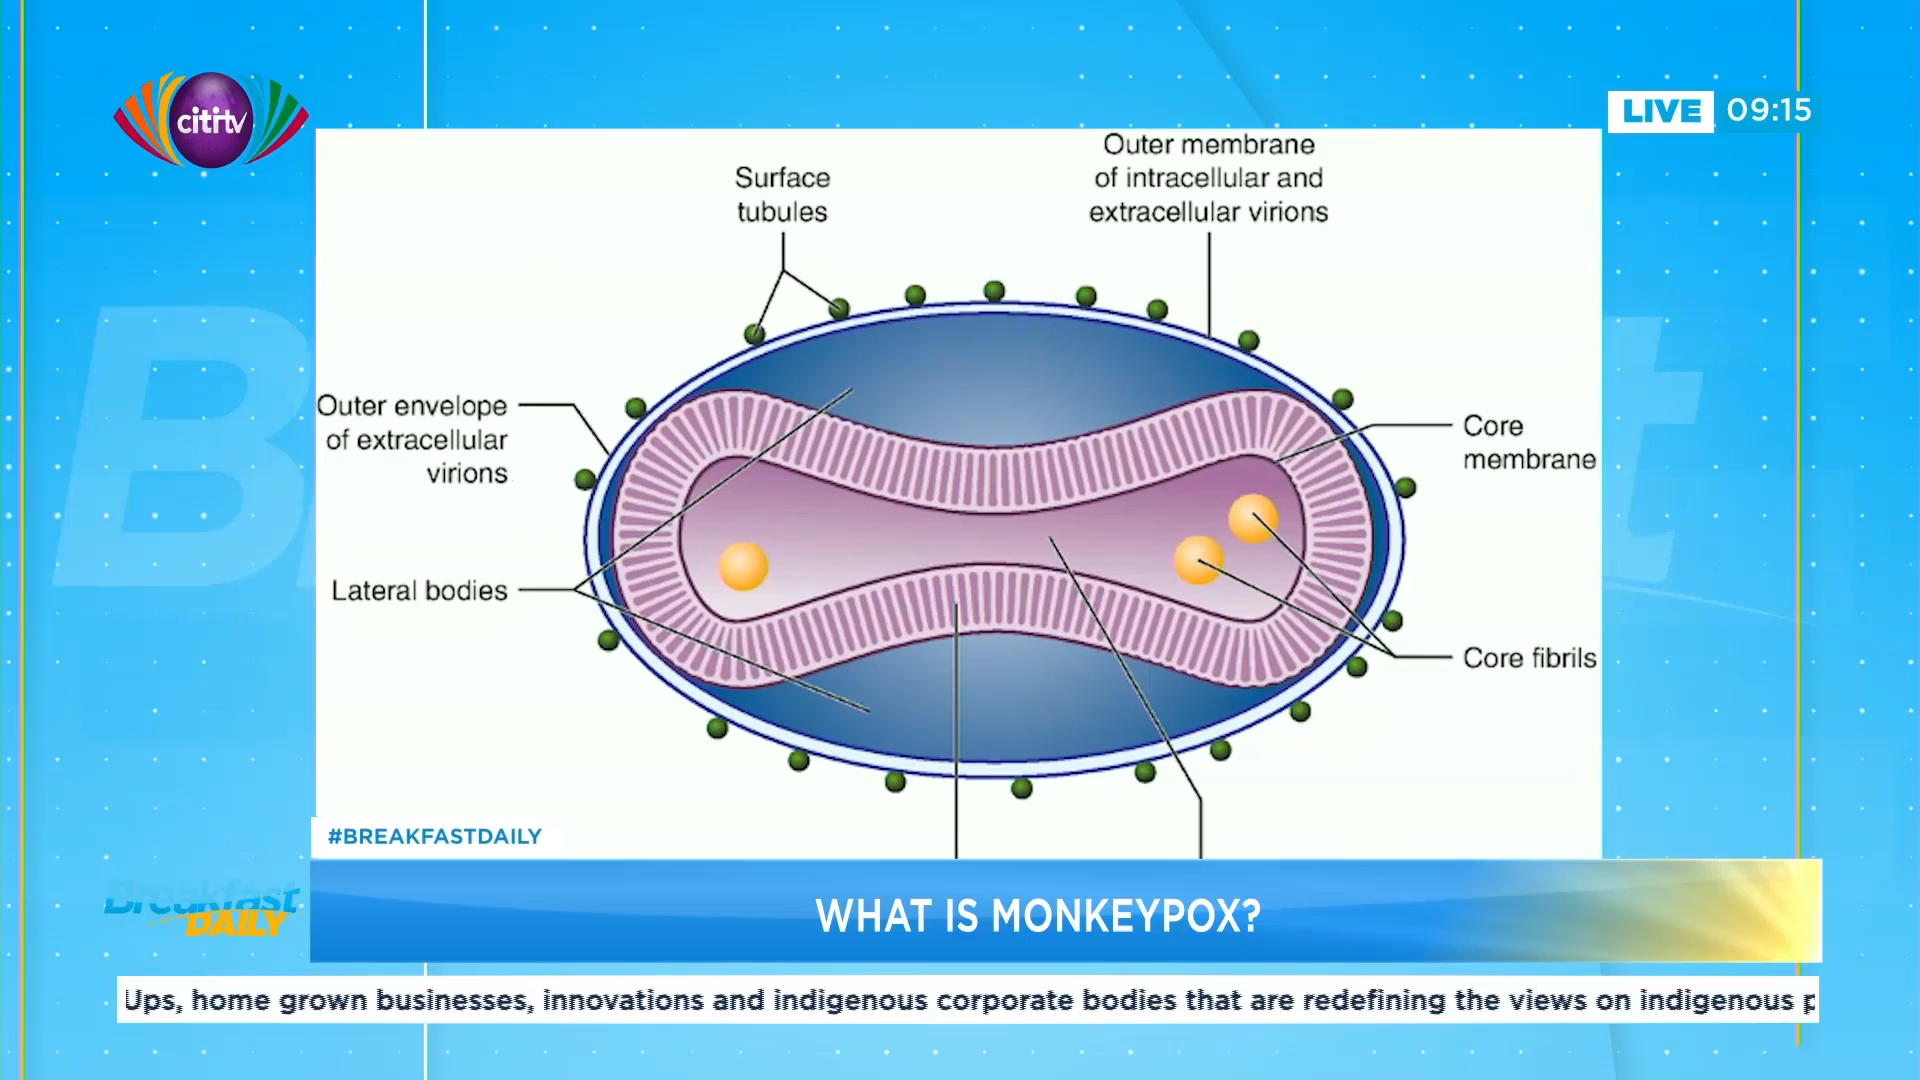 cititv
LIVE 09:15
Outer membrane
of intracellular and
extracellular virions
Surface
tubules
Outer envelope
of extracellular
virions
Core
membrane
Lateral bodies
Core fibrils
#BREAKFASTDAILY
Breakfast
DAILY
WHAT IS MONKEYPOX?
Ups, home grown businesses, innovations and indigenous corporate bodies that are redefining the views on indigenous p